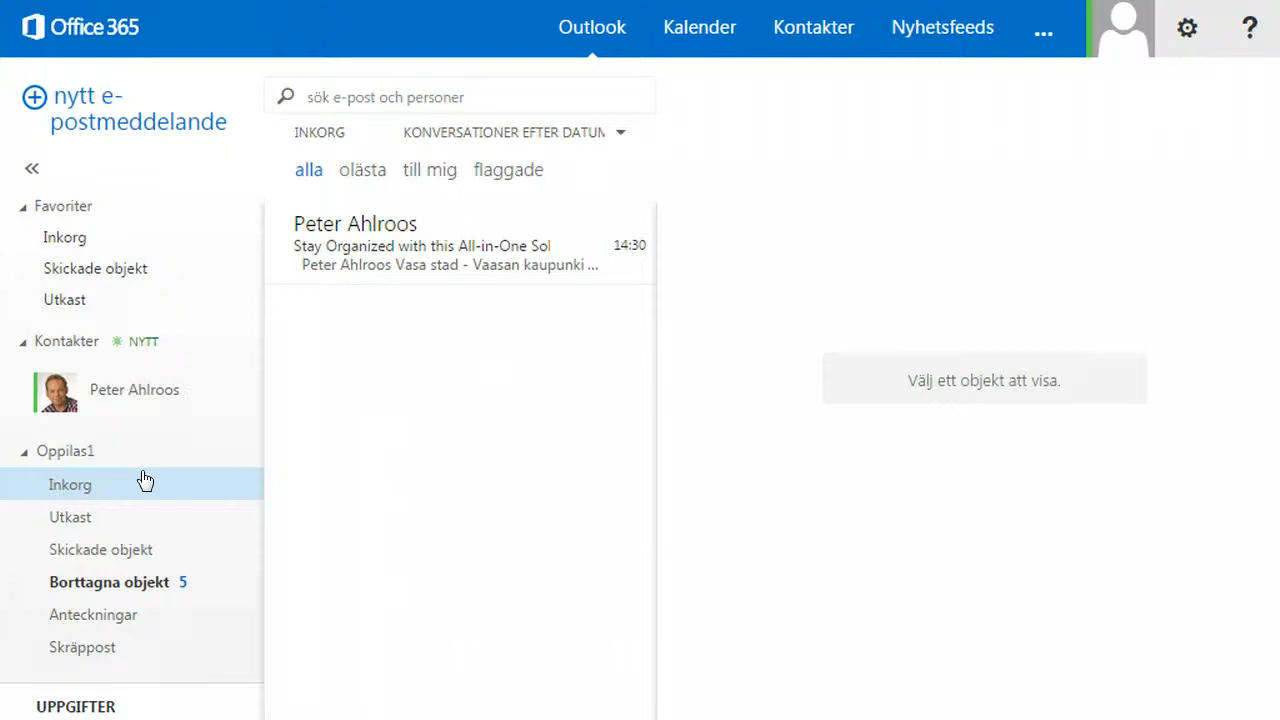 Office 365
Outlook
Kalender
Kontakter
Nyhetsfeeds
...
?
nytt e-
postmeddelande
sök e-post och personer
INKORG
KONVERSATIONER EFTER DATUM
alla
olästa
till mig
flaggade
Favoriter
Inkorg
Skickade objekt
Utkast
Kontakter
NYTT
Peter Ahlroos
Oppilas1
Inkorg
Utkast
Skickade objekt
Borttagna objekt 5
Anteckningar
Skräppost
UPPGIFTER
Peter Ahlroos
Stay Organized with this All-in-One Sol
14:30
Peter Ahlroos Vasa stad - Vaasan kaupunki ...
Välj ett objekt att visa.